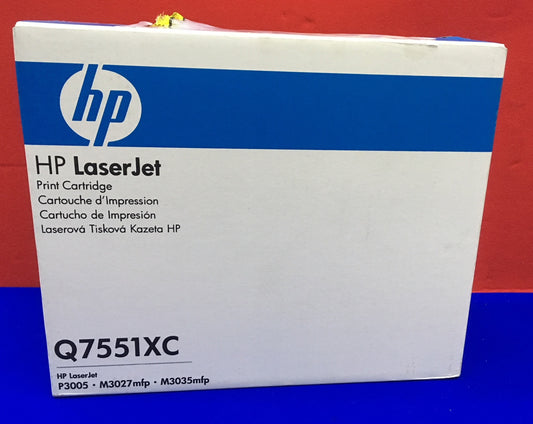 hp
HP LaserJet
Print Cartridge
Cartouche d'Impression
Cartucho de Impresión
Laserová Tisková Kazeta HP
Q7551XC
HP LaserJet
P3005 • M3027mfp • M3035mfp